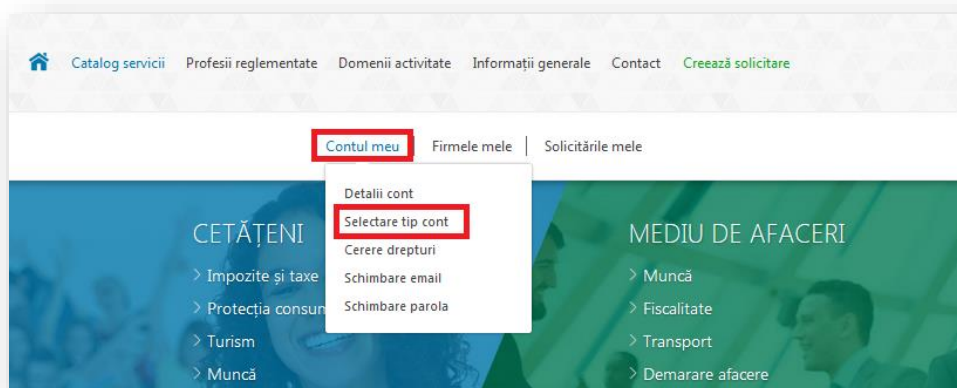 Catalog servicii Profesii reglementate Domenii activitate Informații generale Contact Creează solicitare
Contul meu Firmele mele Solicitările mele
Detalii cont
Selectare tip cont
Cerere drepturi
Schimbare email
Schimbare parola
CETĂȚENI
Impozite și taxe
Protecția
Turism
Muncă
MEDIU DE AFACERI
Muncă
Fiscalitate
Transport
Demarare afacere